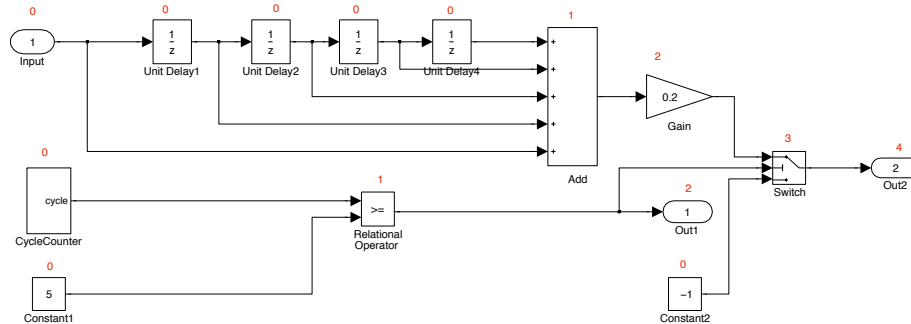 0
0
0
0
0
1
1
Input
1
z
Unit Delay1
1
z
Unit Delay2
1
z
Unit Delay3
1
z
Unit Delay4
+
+
+
+
+
Add
2
0.2
Gain
3
Switch
4
2
Out2
0
cycle
CycleCounter
1
>=
Relational
Operator
2
1
Out1
0
5
Constant1
0
−1
Constant2